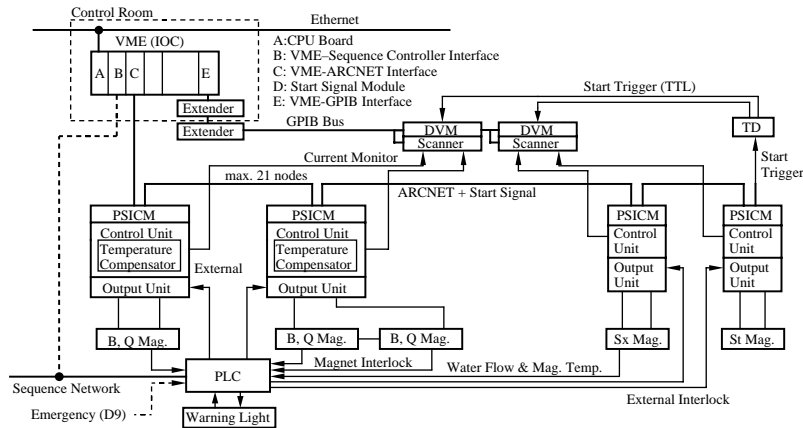 Control Room
Ethernet
VME (IOC)
A:CPU Board
B: VME–Sequence Controller Interface
C: VME-ARCNET Interface
D: Start Signal Module
E: VME-GPIB Interface
A B C E
Extender
Extender
GPIB Bus
Start Trigger (TTL)
DVM
Scanner
DVM
Scanner
TD
Current Monitor
Start
Trigger
max. 21 nodes
ARCNET + Start Signal
PSICM
Control Unit
Temperature
Compensator
Output Unit
External
PSICM
Control Unit
Temperature
Compensator
Output Unit
PSICM
Control
Unit
Output
Unit
PSICM
Control
Unit
Output
Unit
B, Q Mag.
B, Q Mag.
B, Q Mag.
Sx Mag.
St Mag.
Magnet Interlock
Water Flow & Mag. Temp.
PLC
Sequence Network
External Interlock
Emergency (D9)
Warning Light